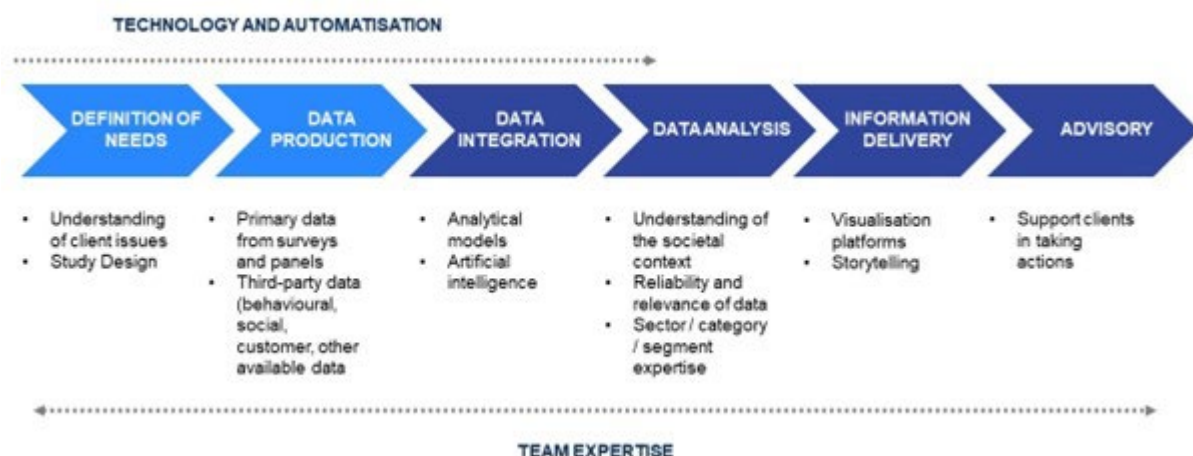 TECHNOLOGY AND AUTOMATISATION
DEFINITION OF
NEEDS
DATA
PRODUCTION
DATA
INTEGRATION
DATA ANALYSIS
INFORMATION
DELIVERY
ADVISORY
• Understanding
of client issues
• Study Design
• Primary data
from surveys
and panels
• Third-party data
(behavioural,
social,
customer, other
available data
• Analytical
models
• Artificial
intelligence
• Understanding of
the societal
context
• Reliability and
relevance of data
• Sector / category
/ segment
expertise
• Visualisation
platforms
• Storytelling
• Support clients
in taking
actions
TEAM EXPERTISE